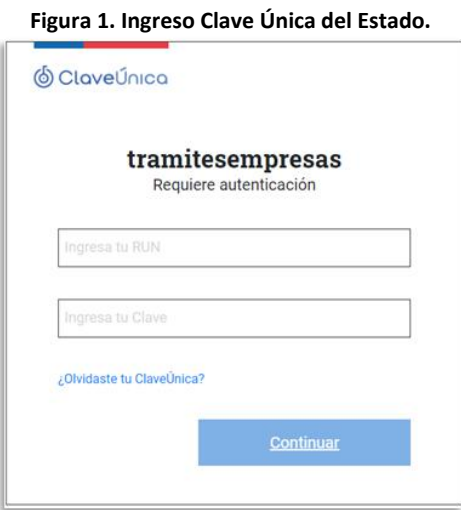 Figura 1. Ingreso Clave Única del Estado.
ClaveÚnica
tramitesempresas
Requiere autenticación
Ingresa tu RUN
Ingresa tu Clave
¿Olvidaste tu ClaveÚnica?
Continuar